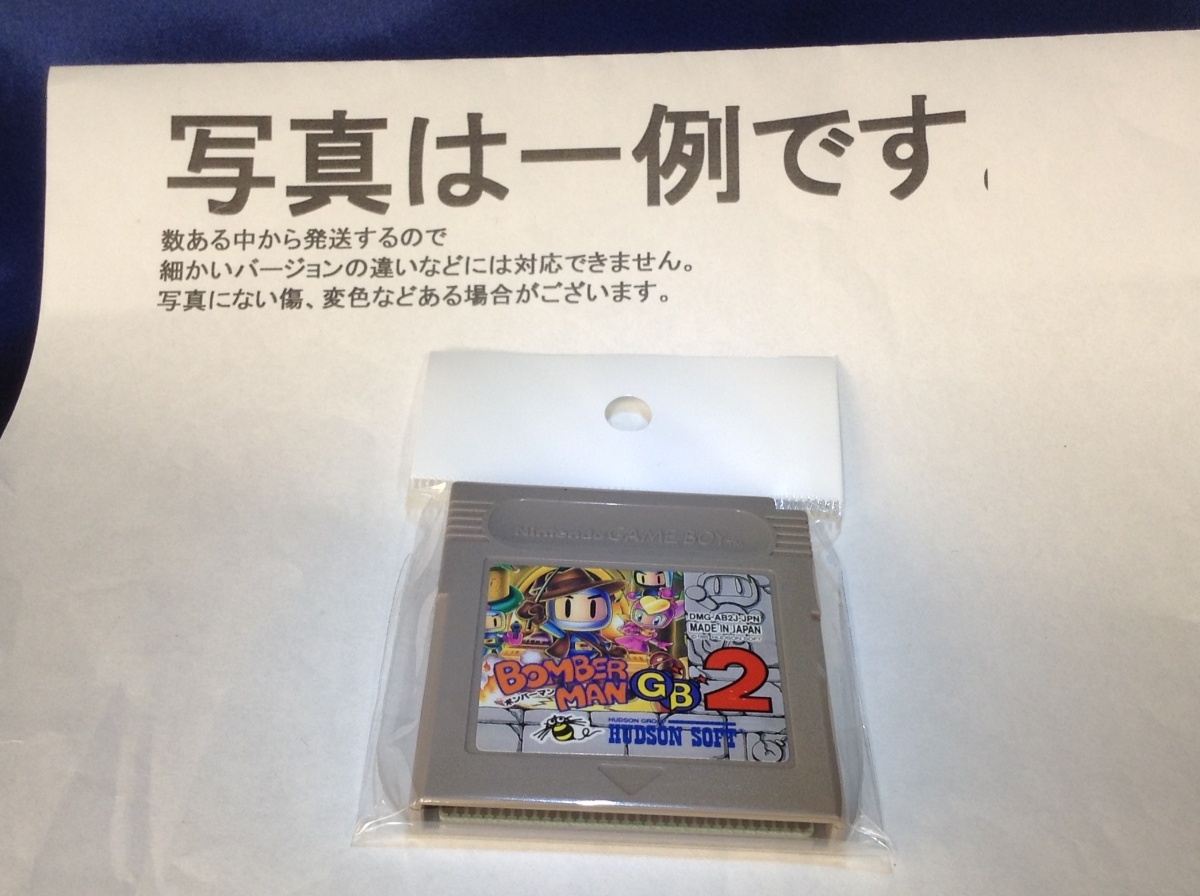 写真は一例です。
数ある中から発送するので
細かいバージョンの違いなどには対応できません。
写真にない傷、変色などある場合がございます。
Nintendo GAME BOY
DMG-AB2J-JPN
MADE IN JAPAN
HUDSON SOFT
BOMBER
MAN GB 2
ボンバーマン
HUDSON GROUP
HUDSON SOFT